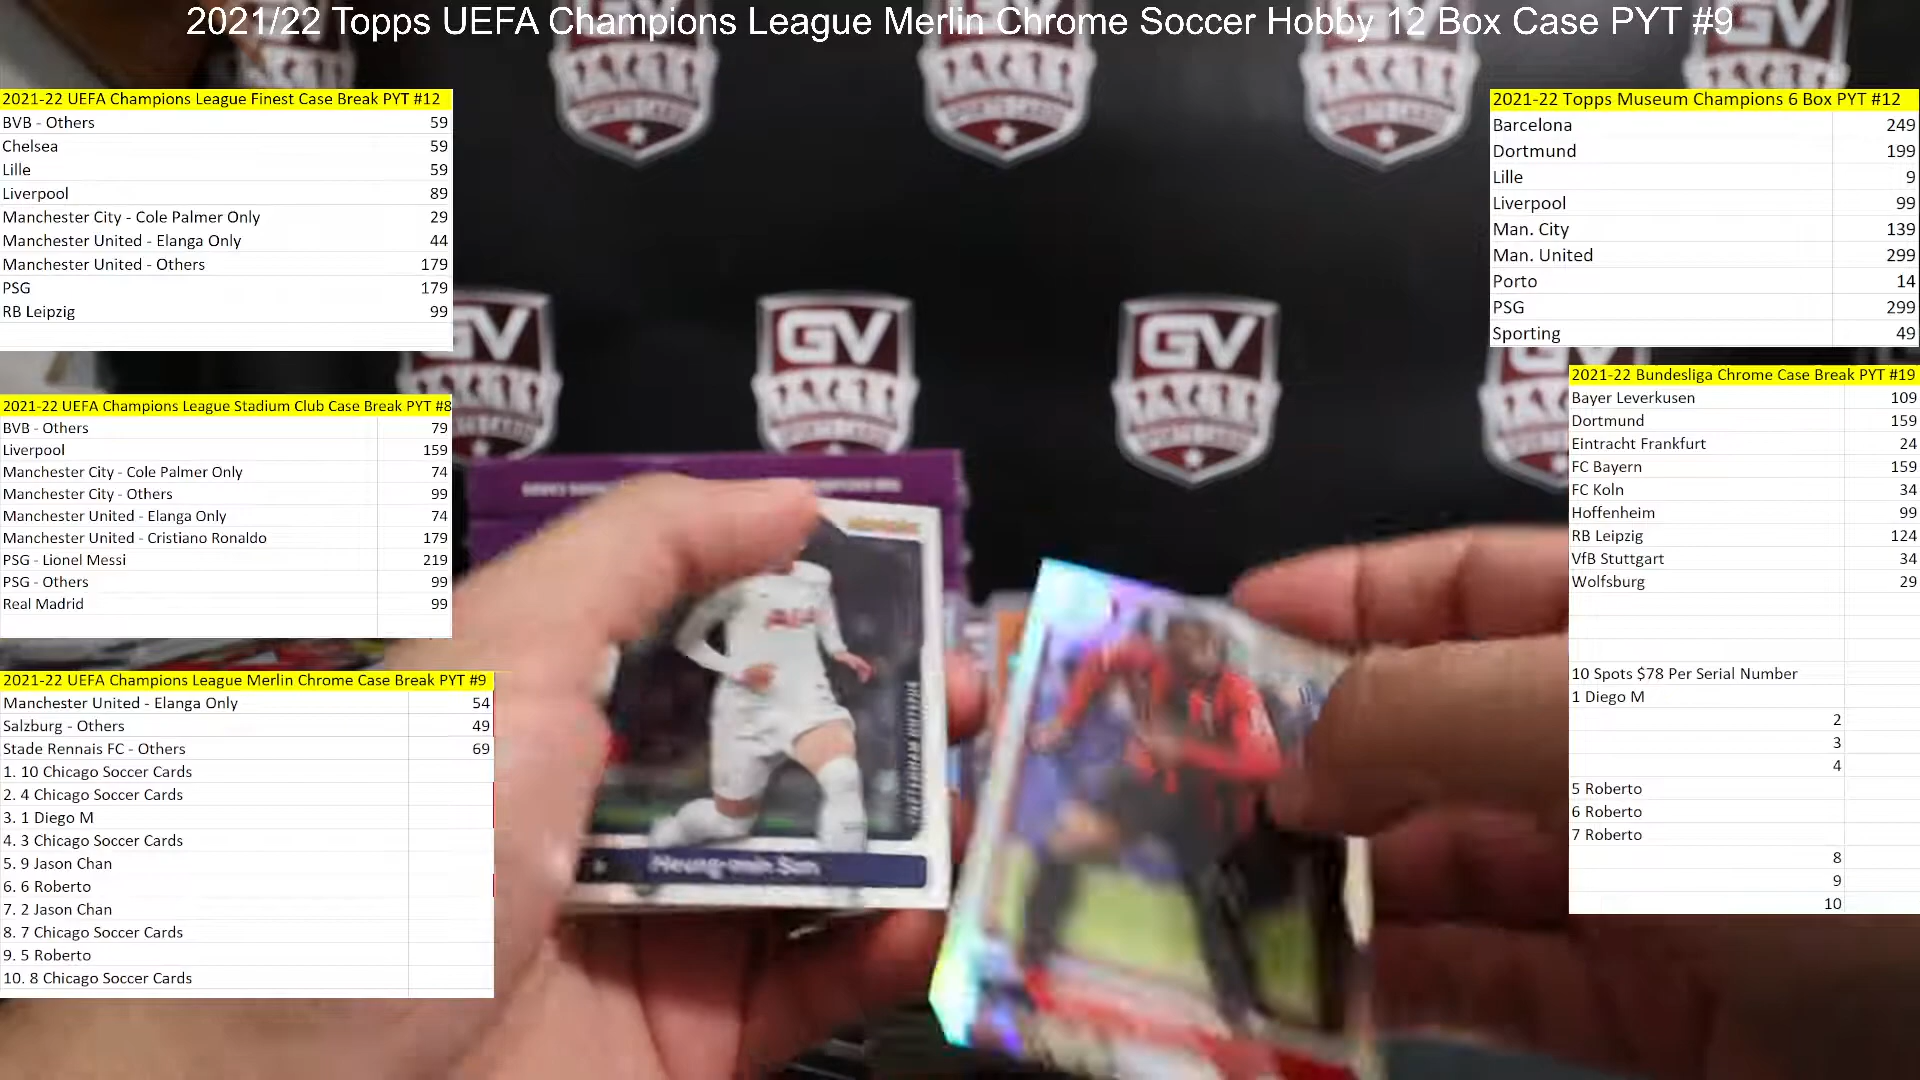 2021/22 Topps UEFA Champions League Merlin Chrome Soccer Hobby 12 Box Case PYT #9
2021-22 UEFA Champions League Finest Case Break PYT #12
BVB - Others 59
Chelsea 59
Lille 59
Liverpool 89
Manchester City - Cole Palmer Only 29
Manchester United - Elanga Only 44
Manchester United - Others 179
PSG 179
RB Leipzig 99
2021-22 UEFA Champions League Stadium Club Case Break PYT #8
BVB - Others 79
Liverpool 159
Manchester City - Cole Palmer Only 74
Manchester City - Others 99
Manchester United - Elanga Only 74
Manchester United - Cristiano Ronaldo 179
PSG - Lionel Messi 219
PSG - Others 99
Real Madrid 99
2021-22 UEFA Champions League Merlin Chrome Case Break PYT #9
Manchester United - Elanga Only 54
Salzburg - Others 49
Stade Rennais FC - Others 69
1. 10 Chicago Soccer Cards
2. 4 Chicago Soccer Cards
3. 1 Diego M
4. 3 Chicago Soccer Cards
5. 9 Jason Chan
6. 6 Roberto
7. 2 Jason Chan
8. 7 Chicago Soccer Cards
9. 5 Roberto
10. 8 Chicago Soccer Cards
GV
GV
GV
GV
Heung-min Son
2021-22 Topps Museum Champions 6 Box PYT #12
Barcelona 249
Dortmund 199
Lille 9
Liverpool 99
Man. City 139
Man. United 299
Porto 14
PSG 299
Sporting 49
2021-22 Bundesliga Chrome Case Break PYT #19
Bayer Leverkusen 109
Dortmund 159
Eintracht Frankfurt 24
FC Bayern 159
FC Koln 34
Hoffenheim 99
RB Leipzig 124
VfB Stuttgart 34
Wolfsburg 29
10 Spots $78 Per Serial Number
1 Diego M
2
3
4
5 Roberto
6 Roberto
7 Roberto
8
9
10